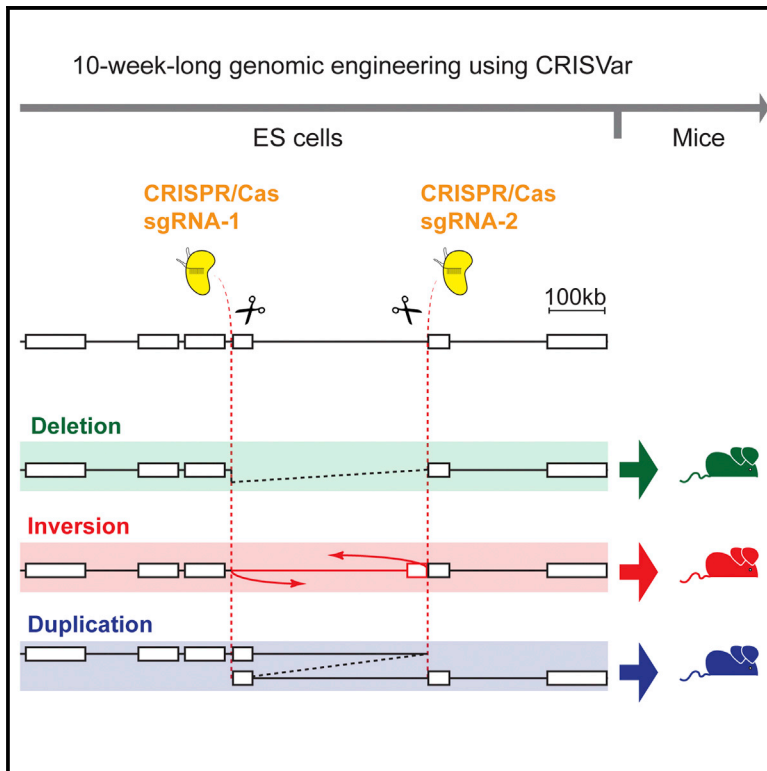 10-week-long genomic engineering using CRISVar
ES cells
Mice
CRISPR/Cas
sgRNA-1
CRISPR/Cas
sgRNA-2
100kb
Deletion
Inversion
Duplication